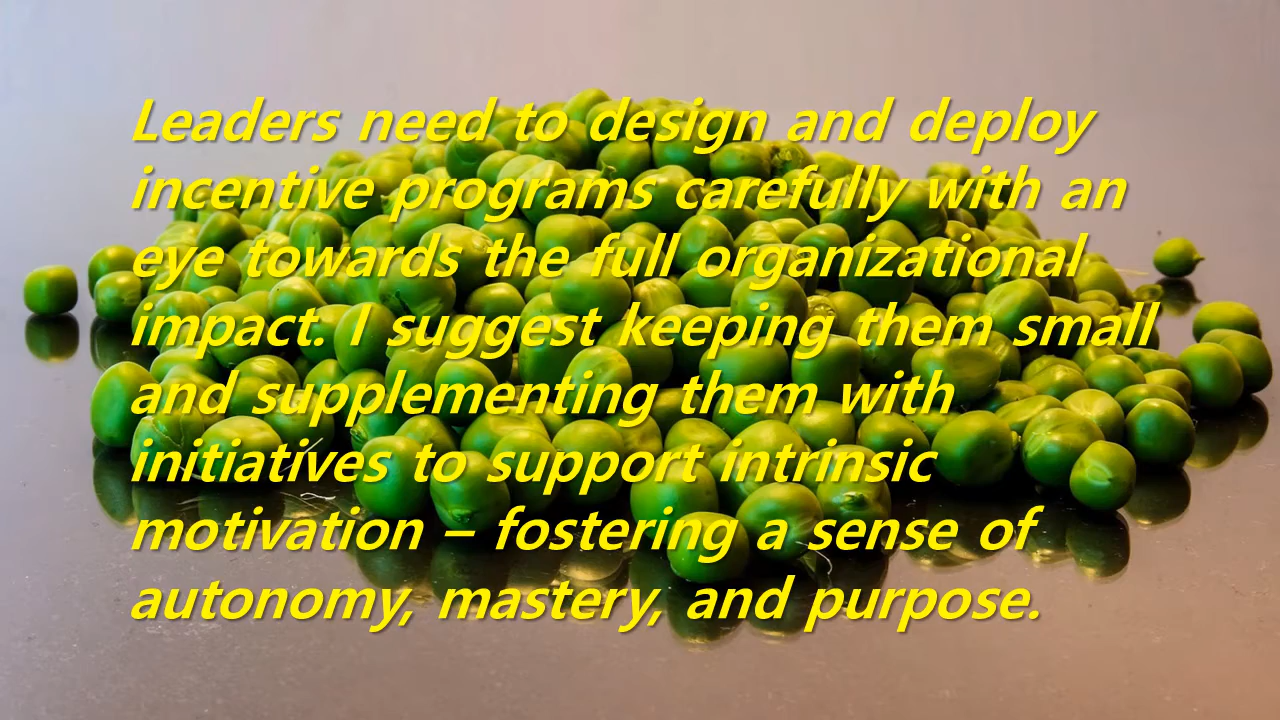 Leaders need to design and deploy
incentive programs carefully with an
eye towards the full organizational
impact. I suggest keeping them small
and supplementing them with
initiatives to support intrinsic
motivation – fostering a sense of
autonomy, mastery, and purpose.